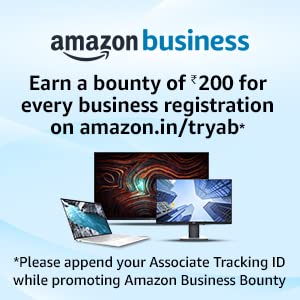 amazon business
Earn a bounty of ₹200 for
every business registration
on amazon.in/tryab*
*Please append your Associate Tracking ID
while promoting Amazon Business Bounty